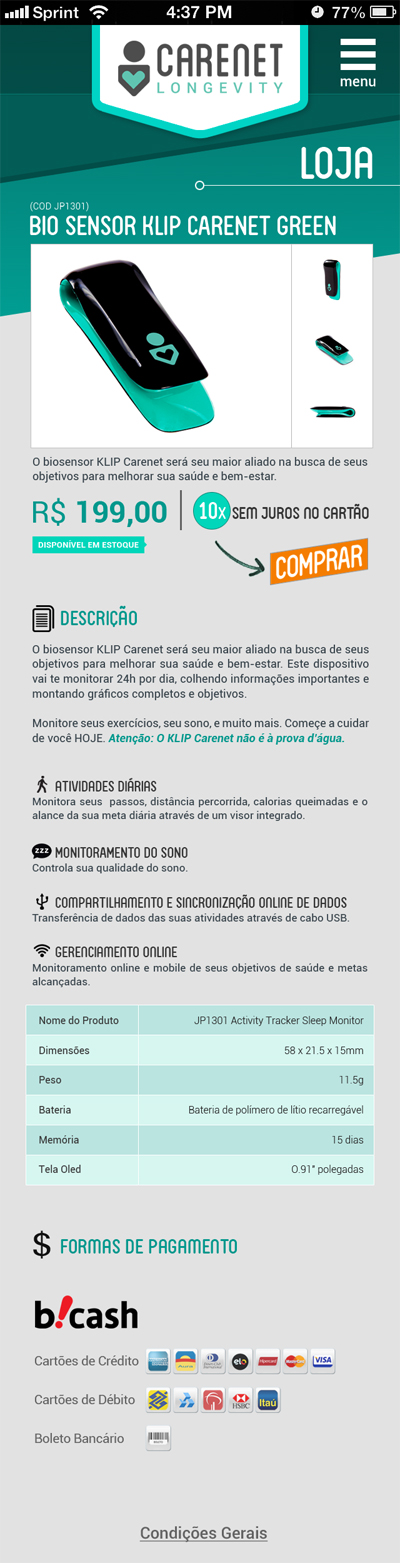 Sprint 4:37 PM 77%
CARENET
LONGEVITY
menu
LOJA
(COD JP1301)
BIO SENSOR KLIP CARENET GREEN
O biosensor KLIP Carenet será seu maior aliado na busca de seus
objetivos para melhorar sua saúde e bem-estar.
R$ 199,00
10x SEM JUROS NO CARTÃO
DISPONÍVEL EM ESTOQUE
COMPRAR
DESCRIÇÃO
O biosensor KLIP Carenet será seu maior aliado na busca de seus
objetivos para melhorar sua saúde e bem-estar. Este dispositivo
vai te monitorar 24h por dia, colhendo informações importantes e
montando gráficos completos e objetivos.
Monitore seus exercícios, seu sono, e muito mais. Começe a cuidar
de você HOJE. Atenção: O KLIP Carenet não é à prova d'água.
ATIVIDADES DIÁRIAS
Monitora seus passos, distância percorrida, calorias queimadas e o
alance da sua meta diária através de um visor integrado.
zzz MONITORAMENTO DO SONO
Controla sua qualidade do sono.
COMPARTILHAMENTO E SINCRONIZAÇÃO ONLINE DE DADOS
Transferência de dados das suas atividades através de cabo USB.
GERENCIAMENTO ONLINE
Monitoramento online e mobile de seus objetivos de saúde e metas
alcançadas.
Nome do Produto JP1301 Activity Tracker Sleep Monitor
Dimensões 58 x 21.5 x 15mm
Peso 11.5g
Bateria Bateria de polímero de lítio recarregável
Memória 15 dias
Tela Oled 0.91" polegadas
$ FORMAS DE PAGAMENTO
b!cash
Cartões de Crédito elo Hipercard MasterCard VISA
Cartões de Débito HSBC Itaú
Boleto Bancário
Condições Gerais